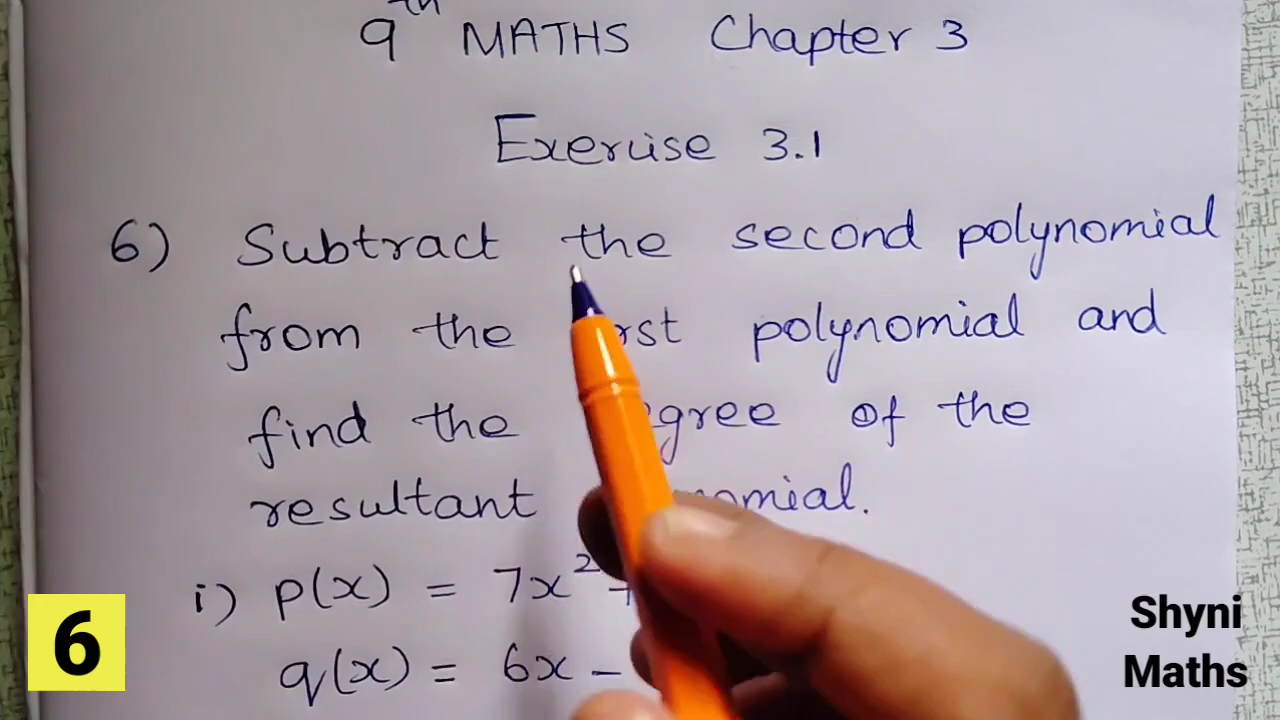 9th MATHS Chapter 3
Exercise 3.1
6) Subtract the second polynomial
from the polynomial and
find the of the
resultant
i) p(x) = 7x²
q(x) = 6x -
6
Shyni
Maths